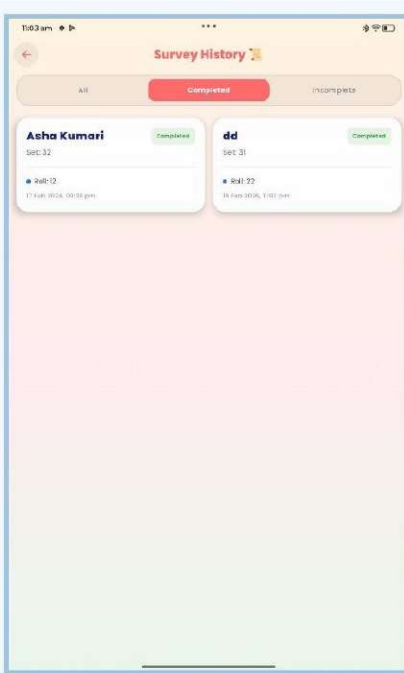 11:03 am
Survey History 📜
All
Completed
Incomplete
Asha Kumari
Completed
Set: 32
Roll: 12
dd
Completed
Set: 31
Roll: 22